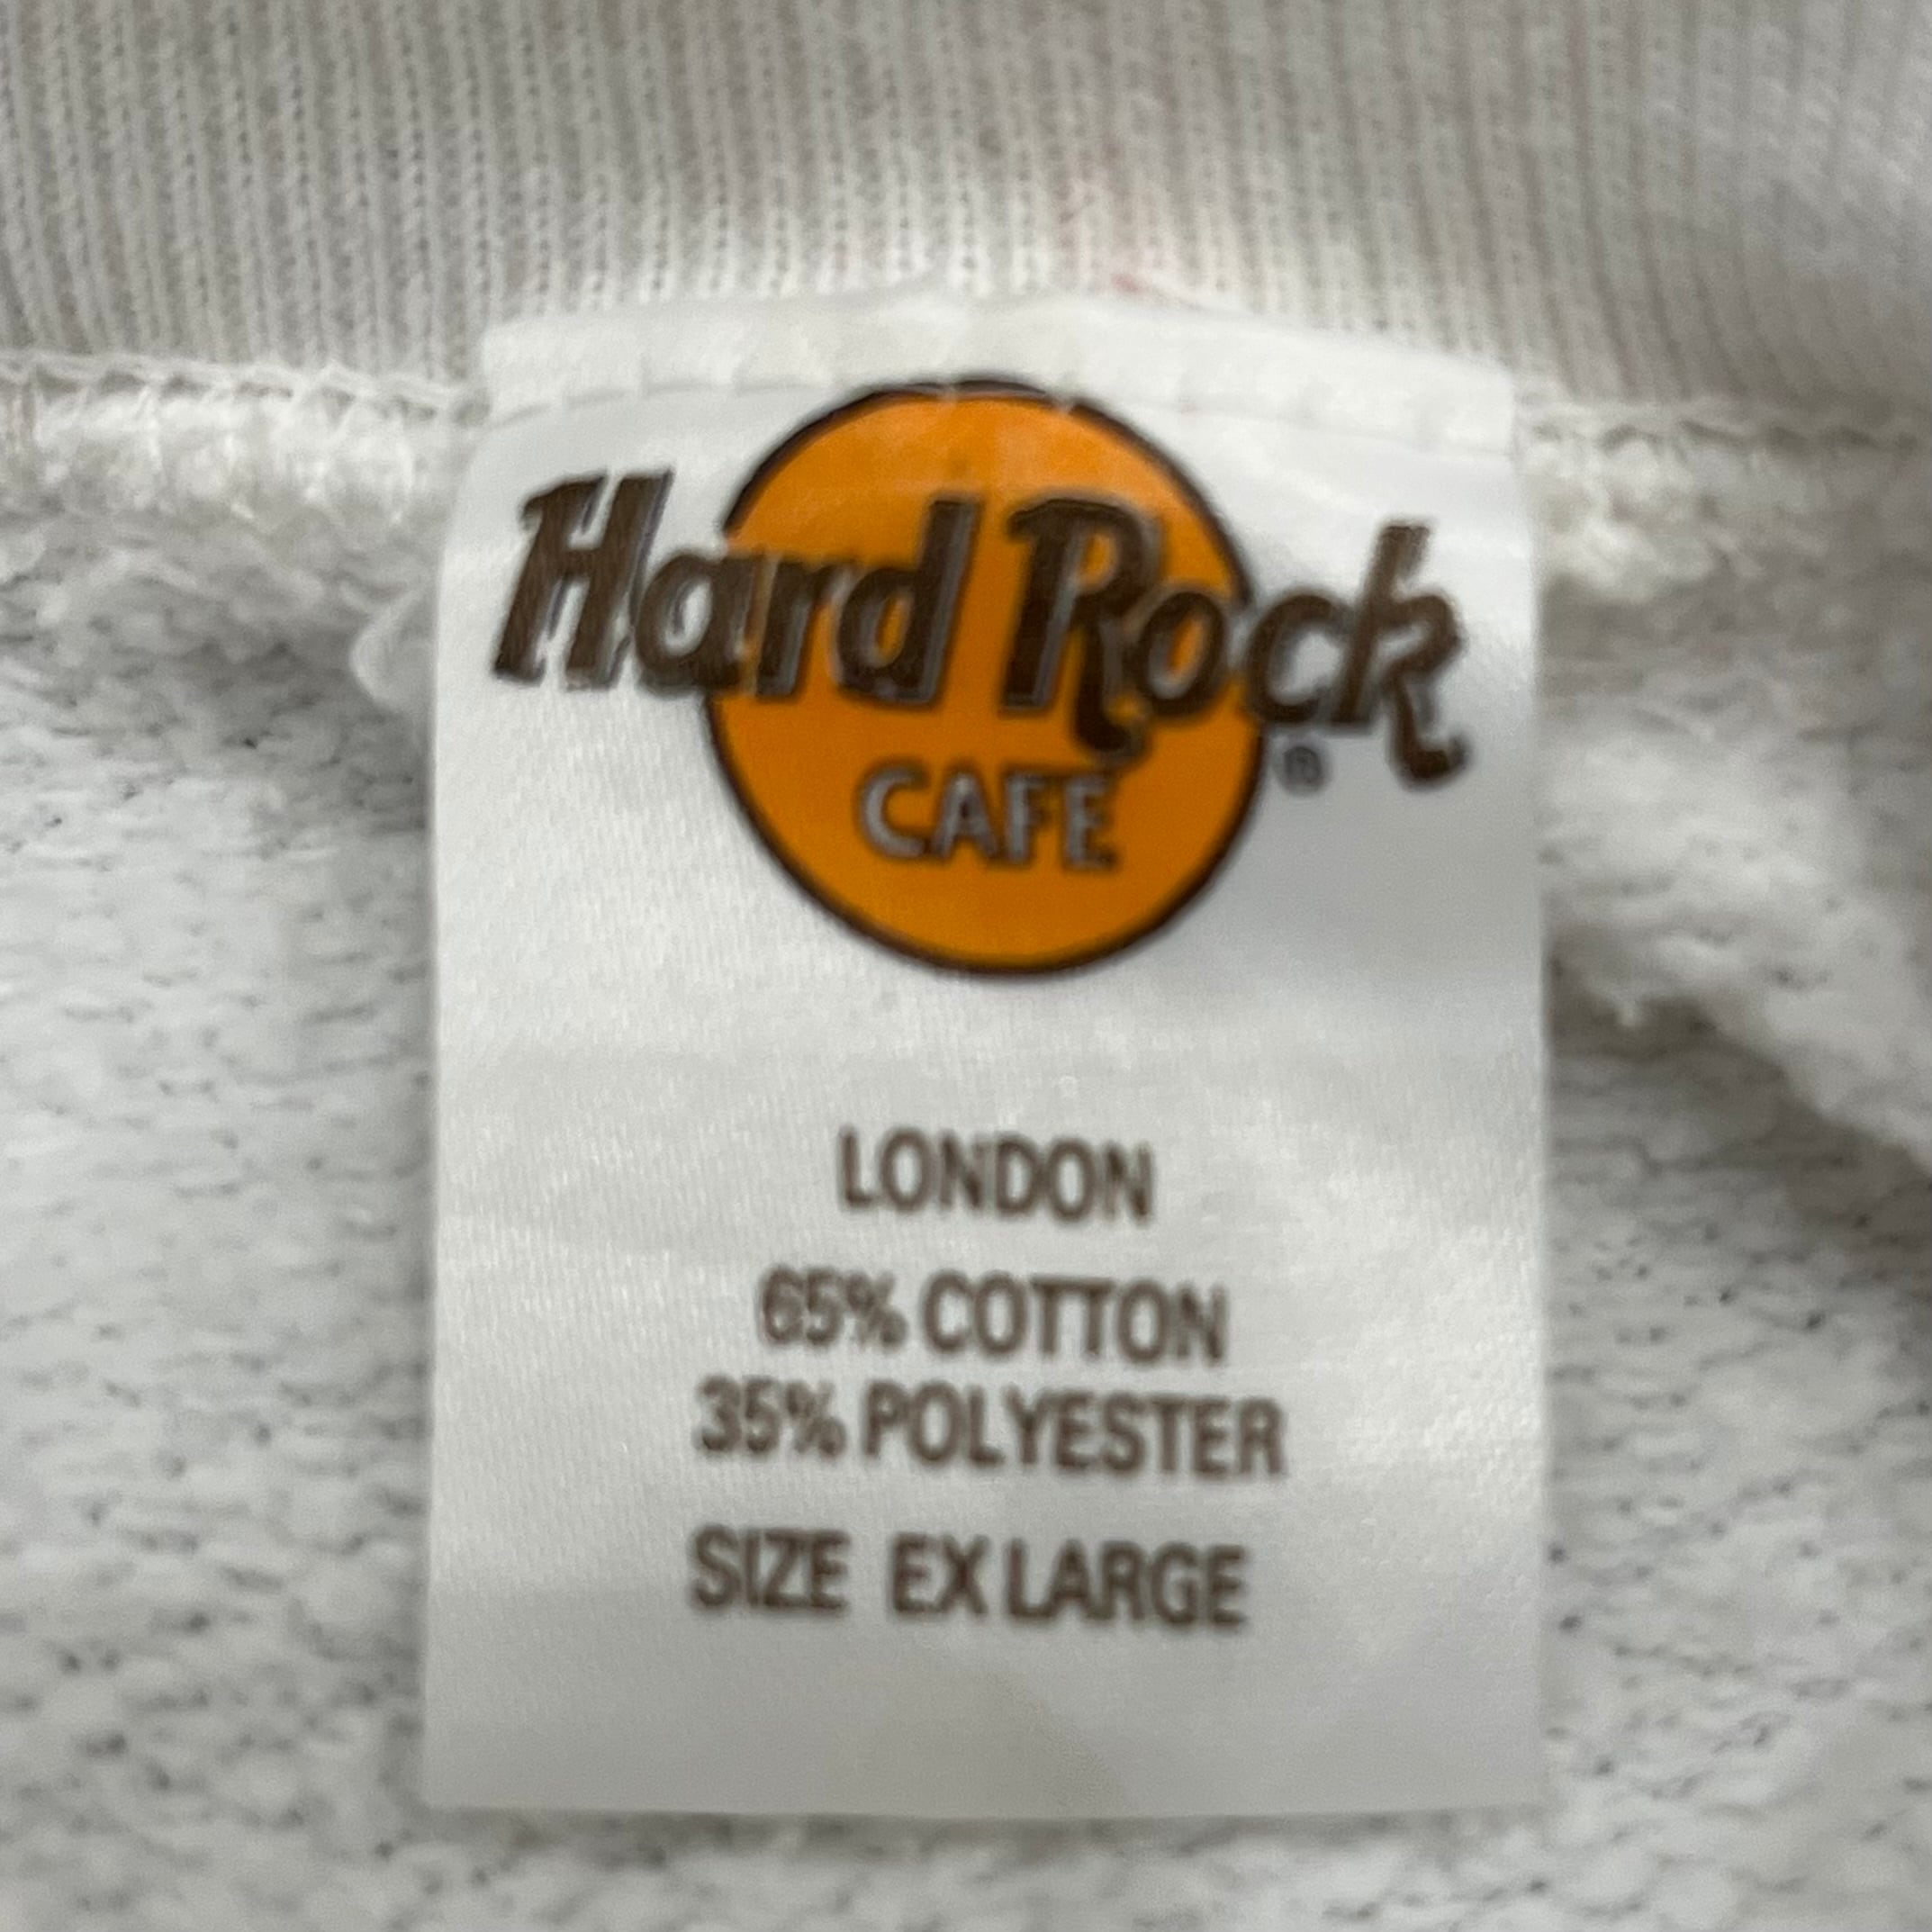 Hard Rock
CAFE
®
LONDON
65% COTTON
35% POLYESTER
SIZE EX LARGE